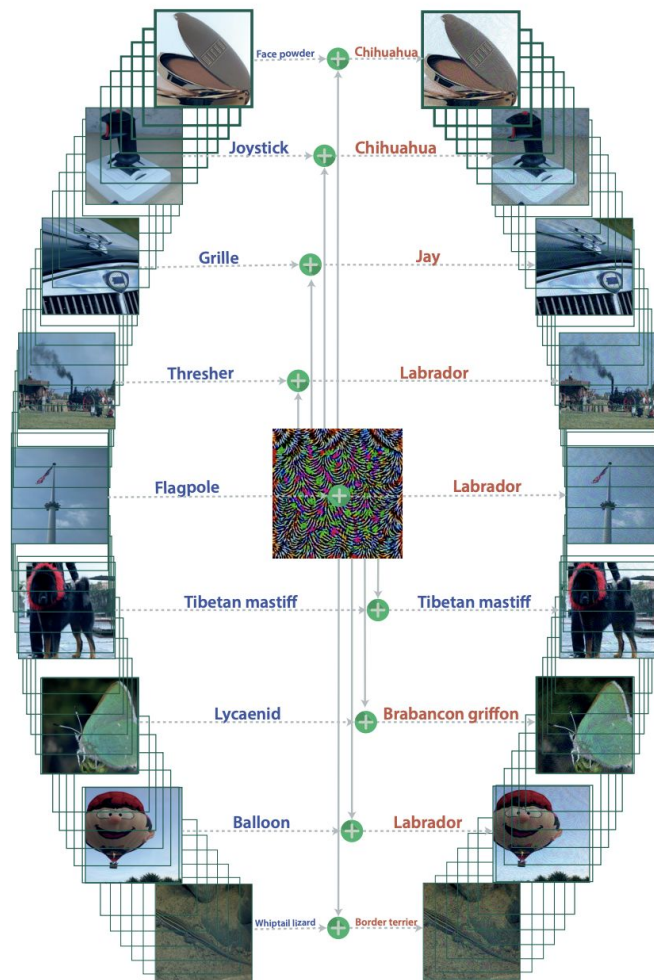 Face powder Chihuahua
Joystick Chihuahua
Grille Jay
Thresher Labrador
Flagpole Labrador
Tibetan mastiff Tibetan mastiff
Lycaenid Brabancon griffon
Balloon Labrador
Whiptail lizard Border terrier